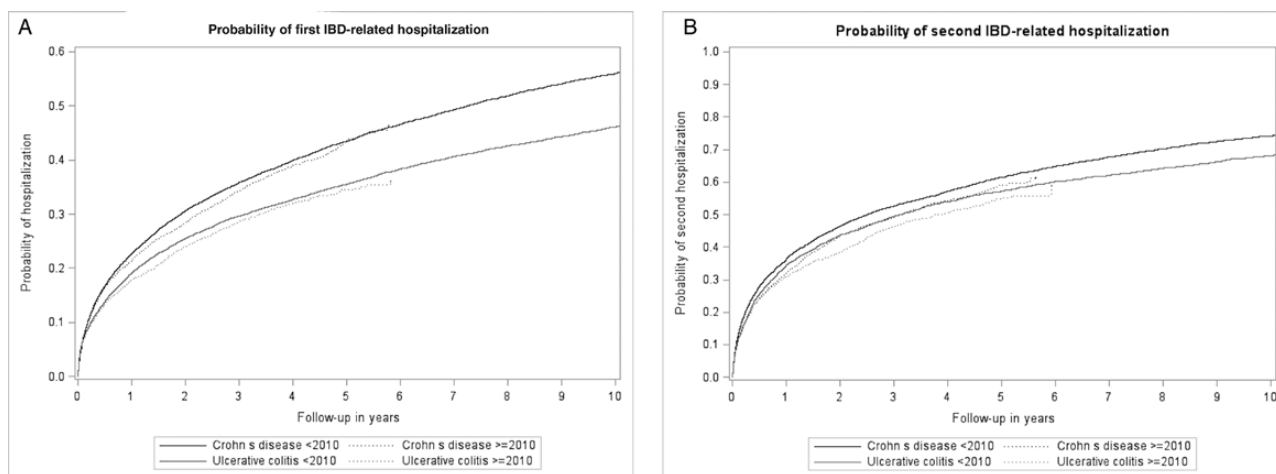 A
Probability of first IBD-related hospitalization
0.6
0.5
0.4
0.3
0.2
0.1
0.0
Probability of hospitalization
0 1 2 3 4 5 6 7 8 9 10
Follow-up in years
Crohn s disease <2010 Crohn s disease >=2010
Ulcerative colitis <2010 Ulcerative colitis >=2010
B
Probability of second IBD-related hospitalization
1.0
0.9
0.8
0.7
0.6
0.5
0.4
0.3
0.2
0.1
0.0
Probability of second hospitalization
0 1 2 3 4 5 6 7 8 9 10
Follow-up in years
Crohn s disease <2010 Crohn s disease >=2010
Ulcerative colitis <2010 Ulcerative colitis >=2010